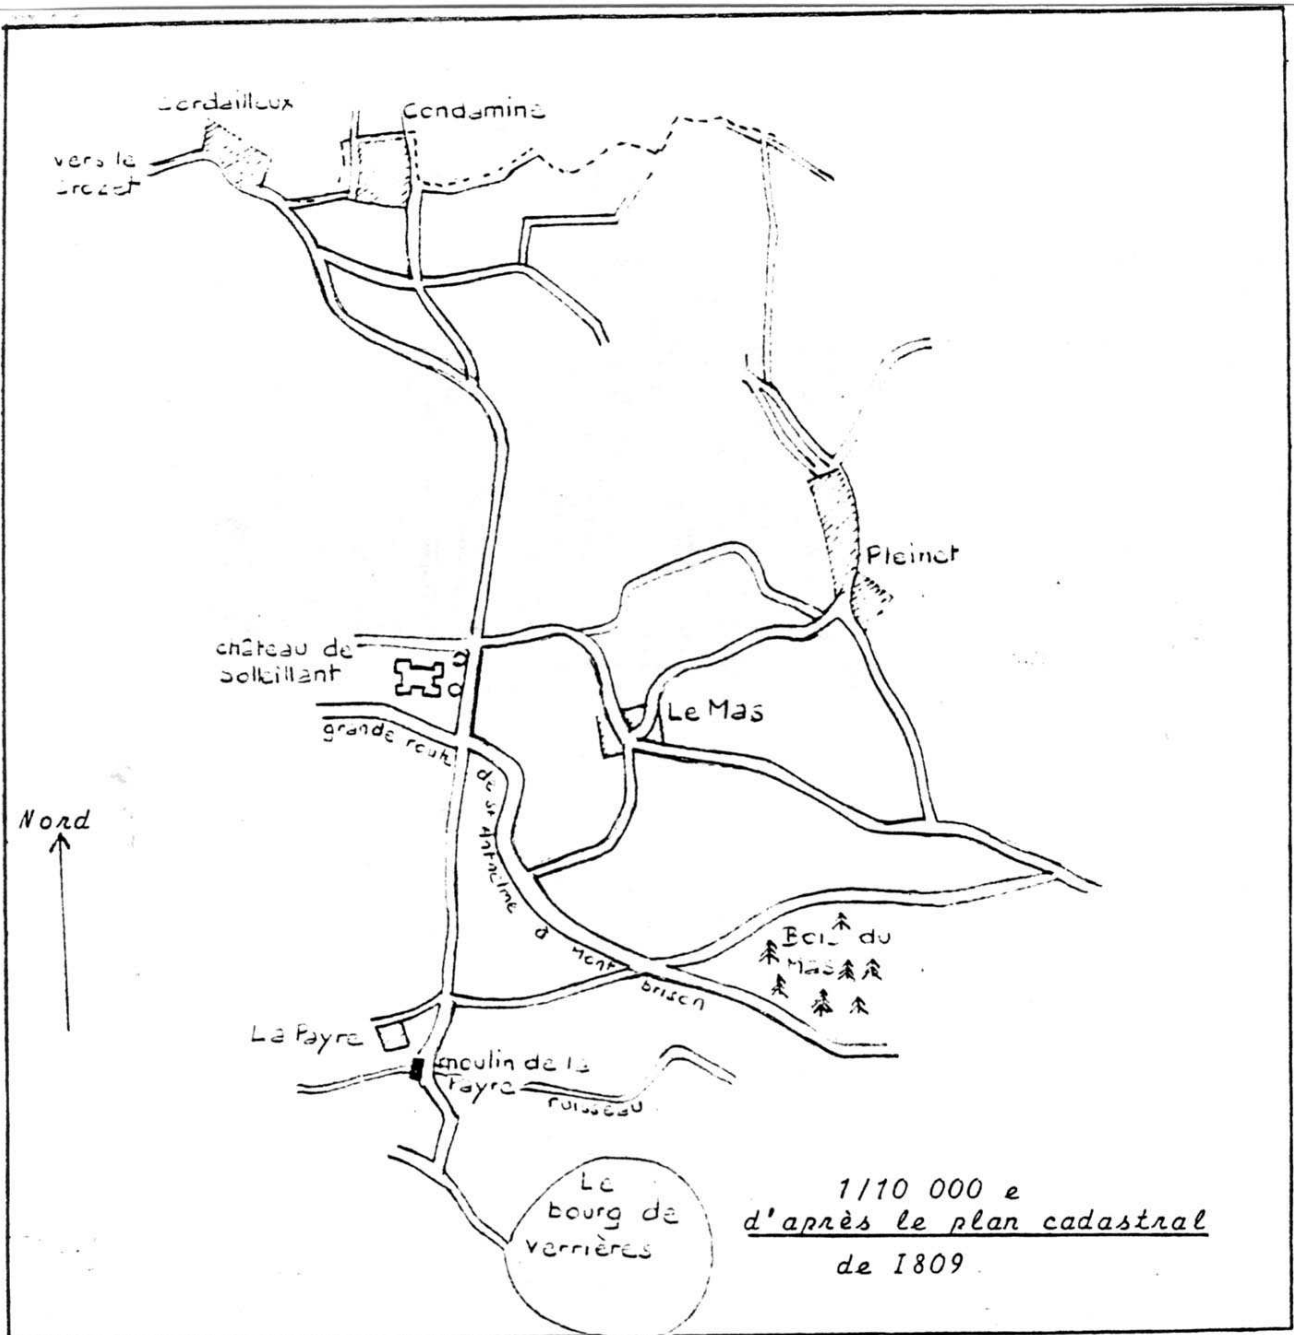 Condamine
vers le
Crozet
Pleinet
château de
soleillant
Le Mas
grande route de St Anthelme à Montbrison
Nord
Bois du
Mas
La Fayre
moulin de la
Fayre
ruisseau
Le
bourg de
verrières
1/10 000 e
d'après le plan cadastral
de I809